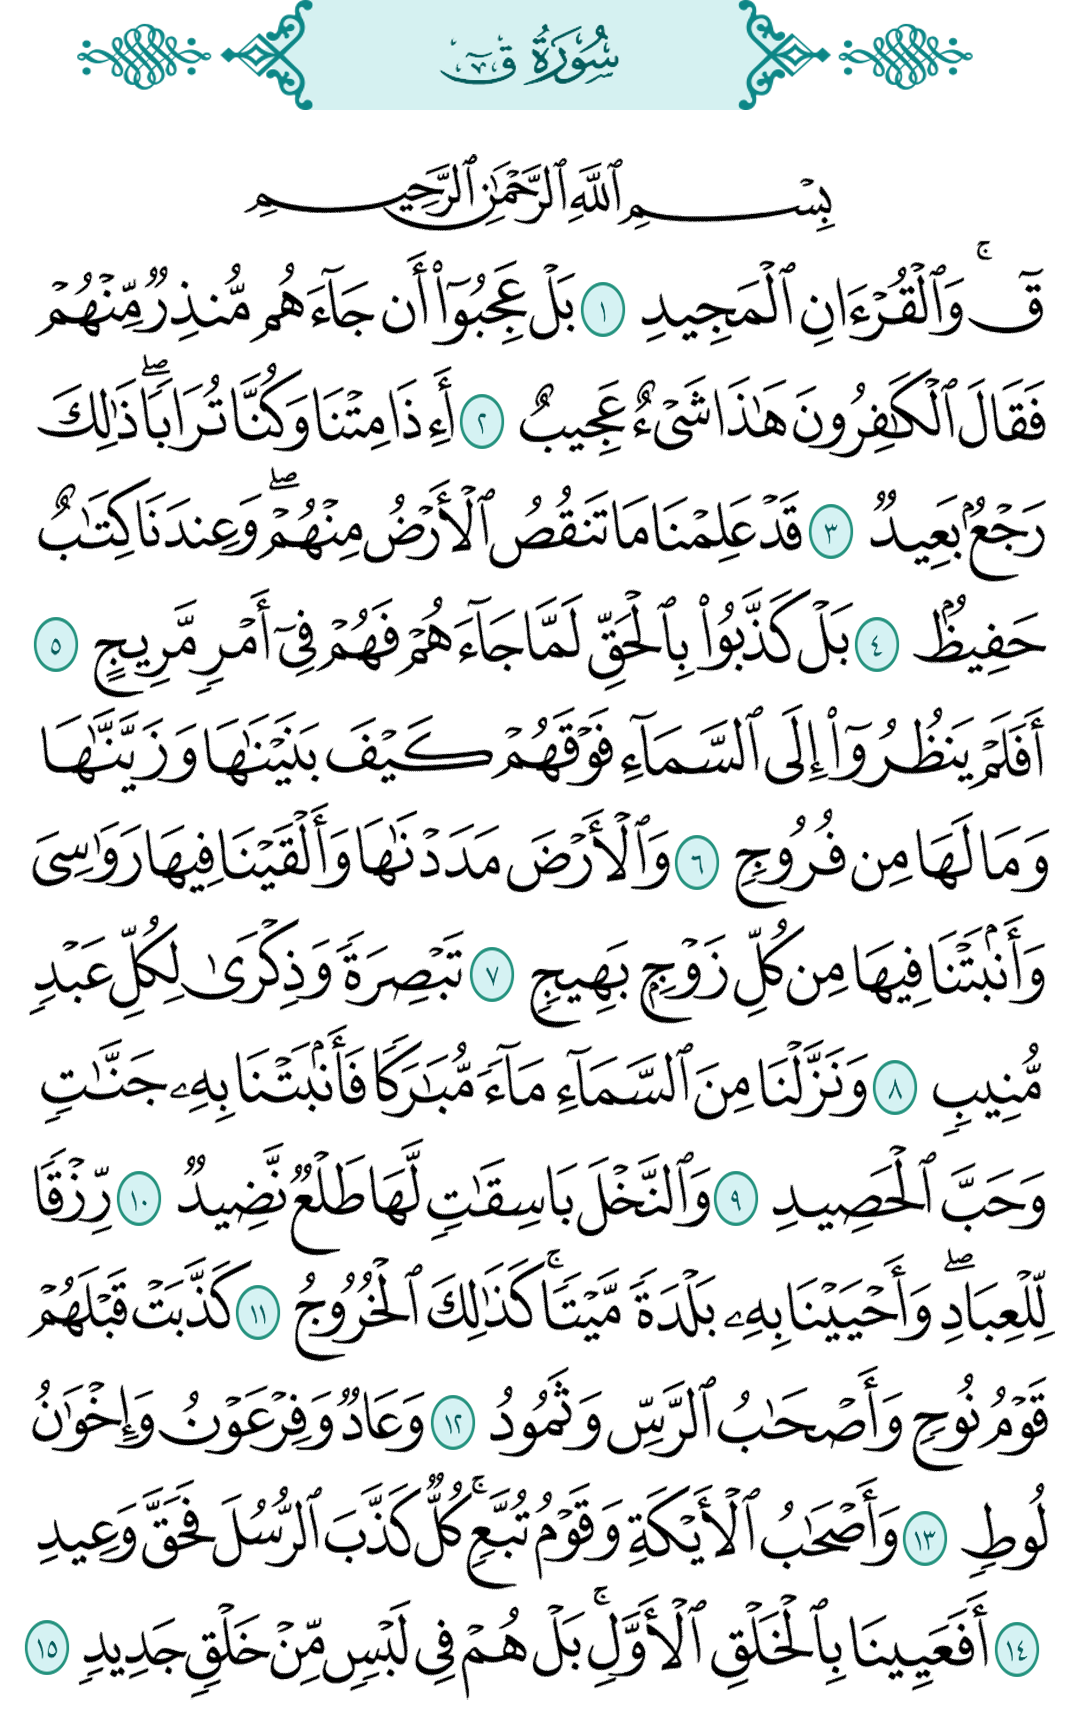 سُورَةُ قٓ
بِسْمِ ٱللَّهِ ٱلرَّحْمَٰنِ ٱلرَّحِيمِ
قٓ ۚ وَٱلْقُرْءَانِ ٱلْمَجِيدِ ١ بَلْ عَجِبُوٓا۟ أَن جَآءَهُم مُّنذِرٌ مِّنْهُمْ
فَقَالَ ٱلْكَٰفِرُونَ هَٰذَا شَىْءٌ عَجِيبٌ ٢ أَءِذَا مِتْنَا وَكُنَّا تُرَابًا ۖ ذَٰلِكَ
رَجْعٌۢ بَعِيدٌ ٣ قَدْ عَلِمْنَا مَا تَنقُصُ ٱلْأَرْضُ مِنْهُمْ ۖ وَعِندَنَا كِتَٰبٌ
حَفِيظٌۢ ٤ بَلْ كَذَّبُوا۟ بِٱلْحَقِّ لَمَّا جَآءَهُمْ فَهُمْ فِىٓ أَمْرٍ مَّرِيجٍ ٥
أَفَلَمْ يَنظُرُوٓا۟ إِلَى ٱلسَّمَآءِ فَوْقَهُمْ كَيْفَ بَنَيْنَٰهَا وَزَيَّنَّٰهَا
وَمَا لَهَا مِن فُرُوجٍ ٦ وَٱلْأَرْضَ مَدَدْنَٰهَا وَأَلْقَيْنَا فِيهَا رَوَٰسِىَ
وَأَنۢبَتْنَا فِيهَا مِن كُلِّ زَوْجٍۭ بَهِيجٍ ٧ تَبْصِرَةً وَذِكْرَىٰ لِكُلِّ عَبْدٍ
مُّنِيبٍ ٨ وَنَزَّلْنَا مِنَ ٱلسَّمَآءِ مَآءً مُّبَٰرَكًا فَأَنۢبَتْنَا بِهِۦ جَنَّٰتٍ
وَحَبَّ ٱلْحَصِيدِ ٩ وَٱلنَّخْلَ بَاسِقَٰتٍ لَّهَا طَلْعٌ نَّضِيدٌ ١٠ رِّزْقًا
لِّلْعِبَادِ ۖ وَأَحْيَيْنَا بِهِۦ بَلْدَةً مَّيْتًا ۚ كَذَٰلِكَ ٱلْخُرُوجُ ١١ كَذَّبَتْ قَبْلَهُمْ
قَوْمُ نُوحٍ وَأَصْحَٰبُ ٱلرَّسِّ وَثَمُودُ ١٢ وَعَادٌ وَفِرْعَوْنُ وَإِخْوَٰنُ
لُوطٍ ١٣ وَأَصْحَٰبُ ٱلْأَيْكَةِ وَقَوْمُ تُبَّعٍ ۚ كُلٌّ كَذَّبَ ٱلرُّسُلَ فَحَقَّ وَعِيدِ
١٤ أَفَعَيِينَا بِٱلْخَلْقِ ٱلْأَوَّلِ ۚ بَلْ هُمْ فِى لَبْسٍ مِّنْ خَلْقٍ جَدِيدٍ ١٥